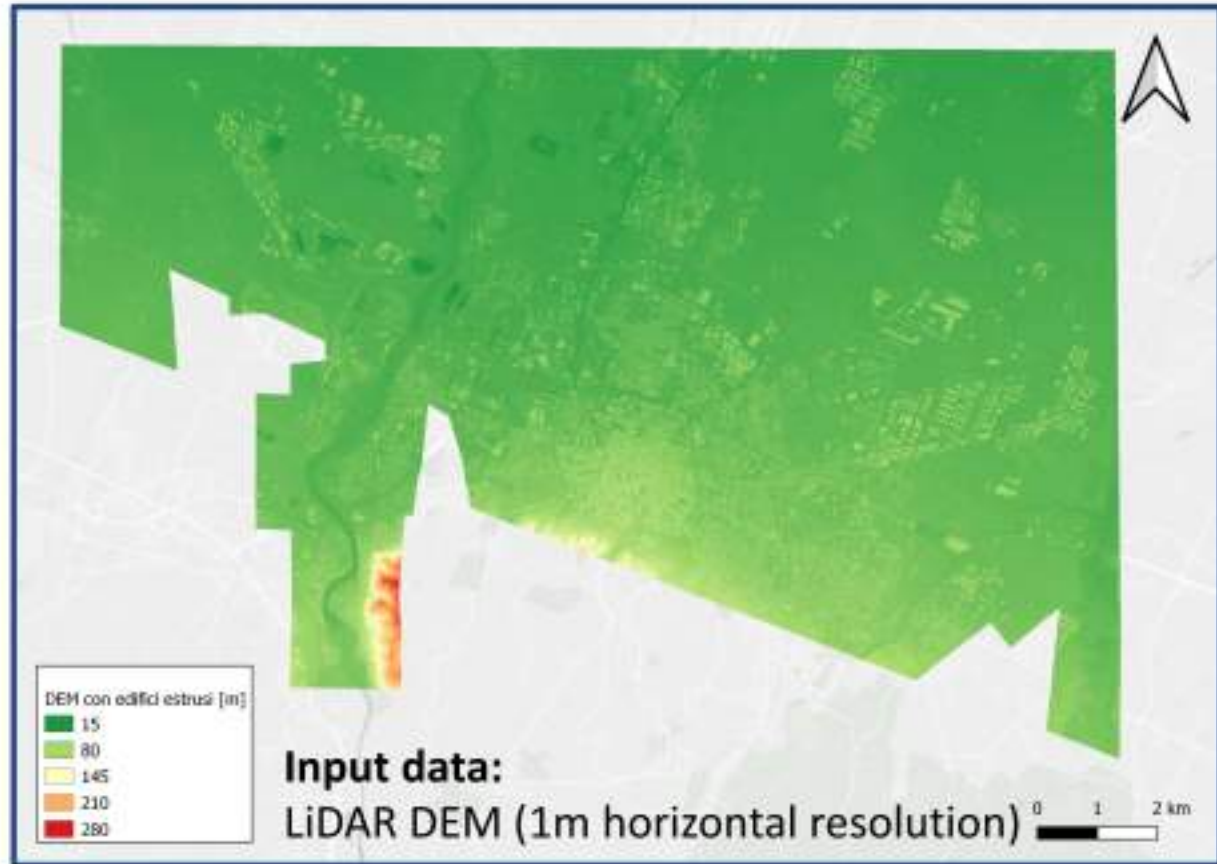 DEM con edifici estrusi [m]
15
80
145
210
280
Input data:
LiDAR DEM (1m horizontal resolution)
0 1 2 km